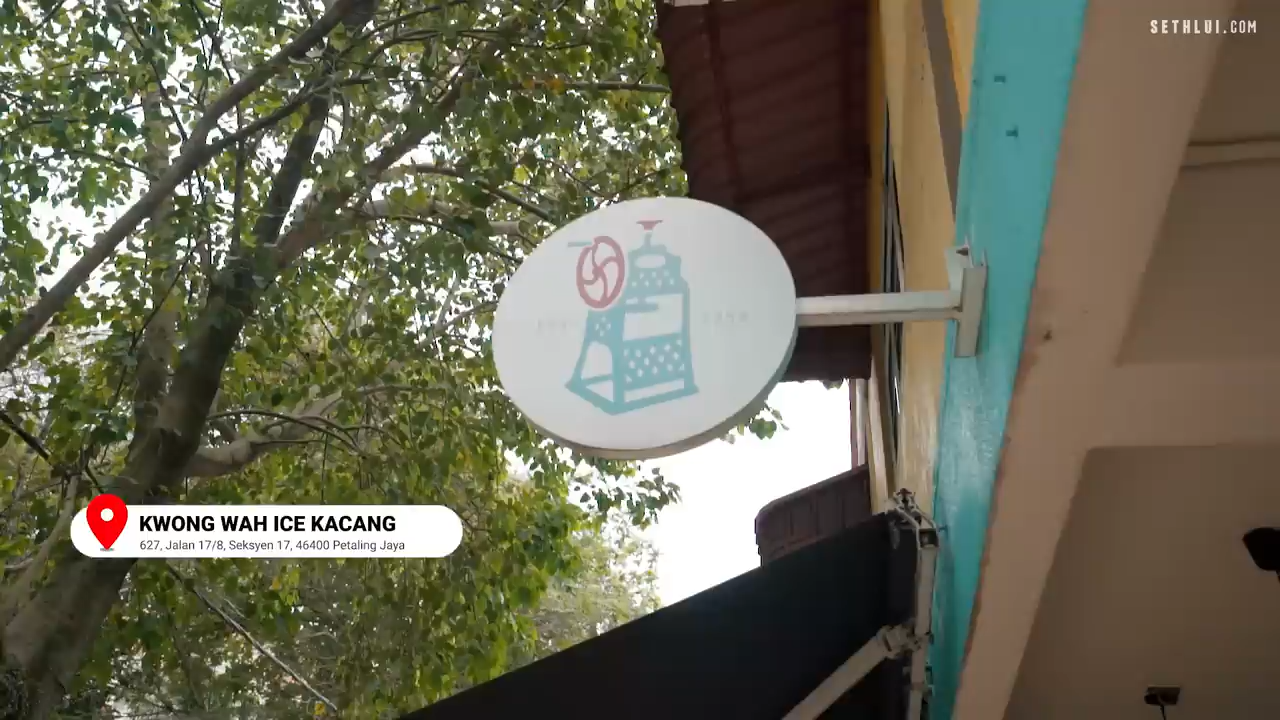 SETHLUI.COM
KWONG WAH ICE KACANG
627, Jalan 17/8, Seksyen 17, 46400 Petaling Jaya